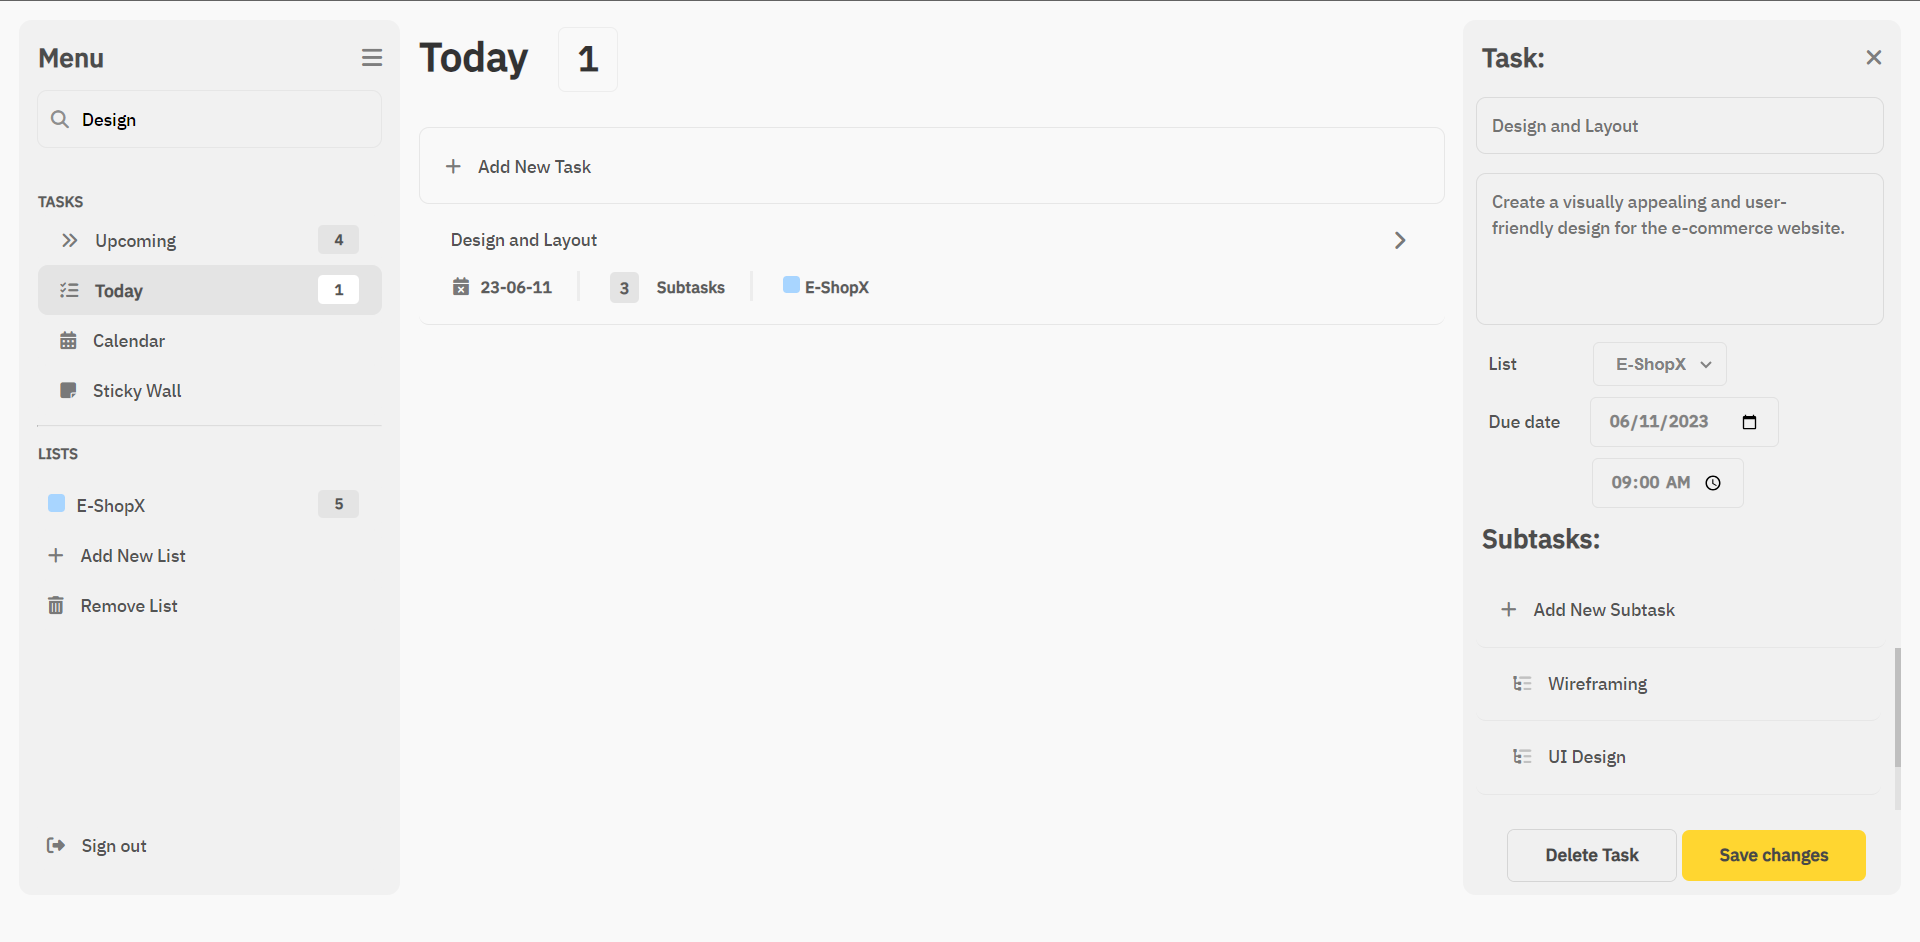 Menu
Design
TASKS
Upcoming 4
Today 1
Calendar
Sticky Wall
LISTS
E-ShopX 5
Add New List
Remove List
Sign out
Today 1
Add New Task
Design and Layout
23-06-11 3 Subtasks E-ShopX
Task:
Design and Layout
Create a visually appealing and user-
friendly design for the e-commerce website.
List E-ShopX
Due date 06/11/2023
09:00 AM
Subtasks:
Add New Subtask
Wireframing
UI Design
Delete Task Save changes